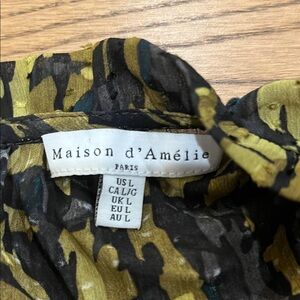 Maison d'Amélie
PARIS
US L
CA L/G
UK L
EU L
AU L